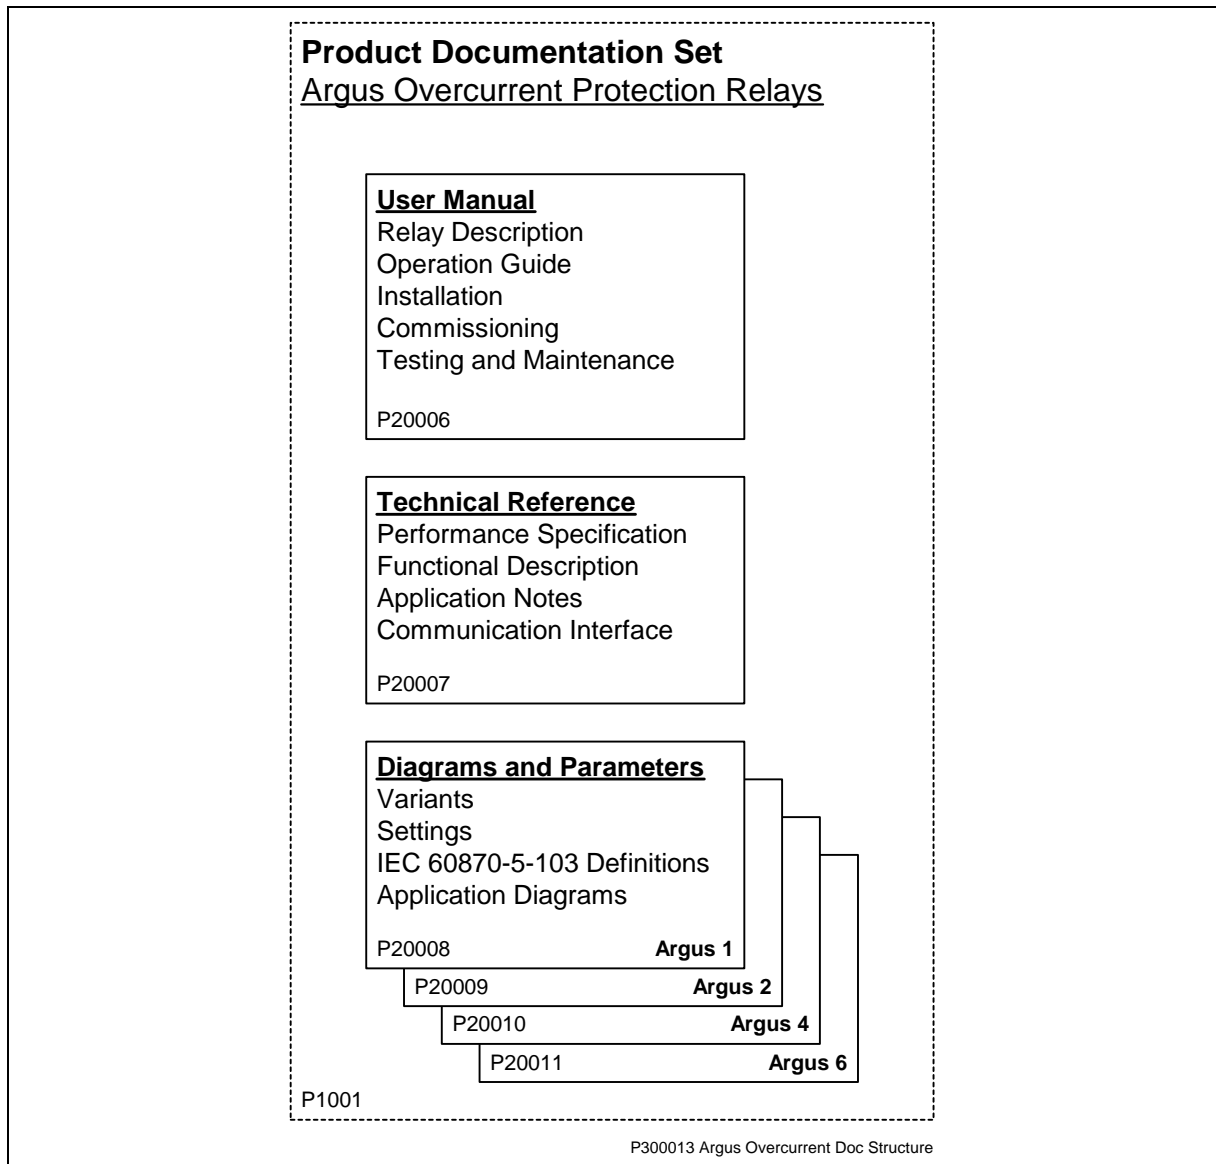 Product Documentation Set
Argus Overcurrent Protection Relays
User Manual
Relay Description
Operation Guide
Installation
Commissioning
Testing and Maintenance
P20006
Technical Reference
Performance Specification
Functional Description
Application Notes
Communication Interface
P20007
Diagrams and Parameters
Variants
Settings
IEC 60870-5-103 Definitions
Application Diagrams
P20008 Argus 1
P20009 Argus 2
P20010 Argus 4
P20011 Argus 6
P1001
P300013 Argus Overcurrent Doc Structure